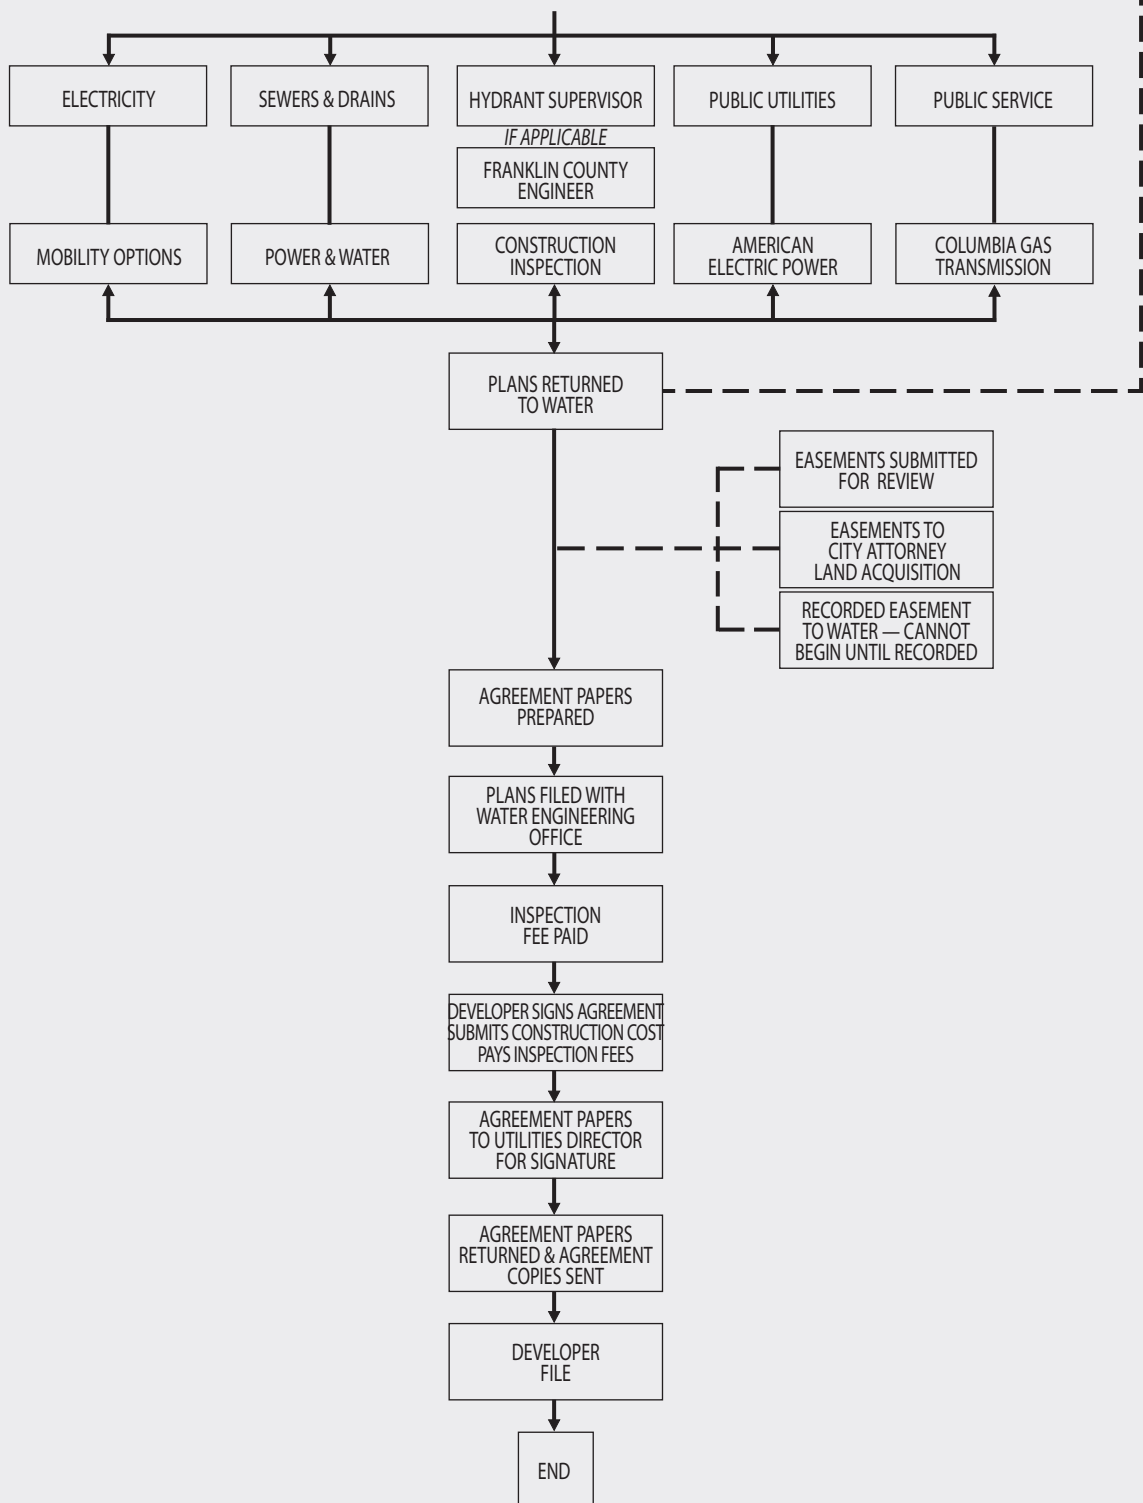 ELECTRICITY
SEWERS & DRAINS
HYDRANT SUPERVISOR
PUBLIC UTILITIES
PUBLIC SERVICE
IF APPLICABLE
FRANKLIN COUNTY
ENGINEER
MOBILITY OPTIONS
POWER & WATER
CONSTRUCTION
INSPECTION
AMERICAN
ELECTRIC POWER
COLUMBIA GAS
TRANSMISSION
PLANS RETURNED
TO WATER
EASEMENTS SUBMITTED
FOR REVIEW
EASEMENTS TO
CITY ATTORNEY
LAND ACQUISITION
RECORDED EASEMENT
TO WATER — CANNOT
BEGIN UNTIL RECORDED
AGREEMENT PAPERS
PREPARED
PLANS FILED WITH
WATER ENGINEERING
OFFICE
INSPECTION
FEE PAID
DEVELOPER SIGNS AGREEMENT
SUBMITS CONSTRUCTION COST
PAYS INSPECTION FEES
AGREEMENT PAPERS
TO UTILITIES DIRECTOR
FOR SIGNATURE
AGREEMENT PAPERS
RETURNED & AGREEMENT
COPIES SENT
DEVELOPER
FILE
END